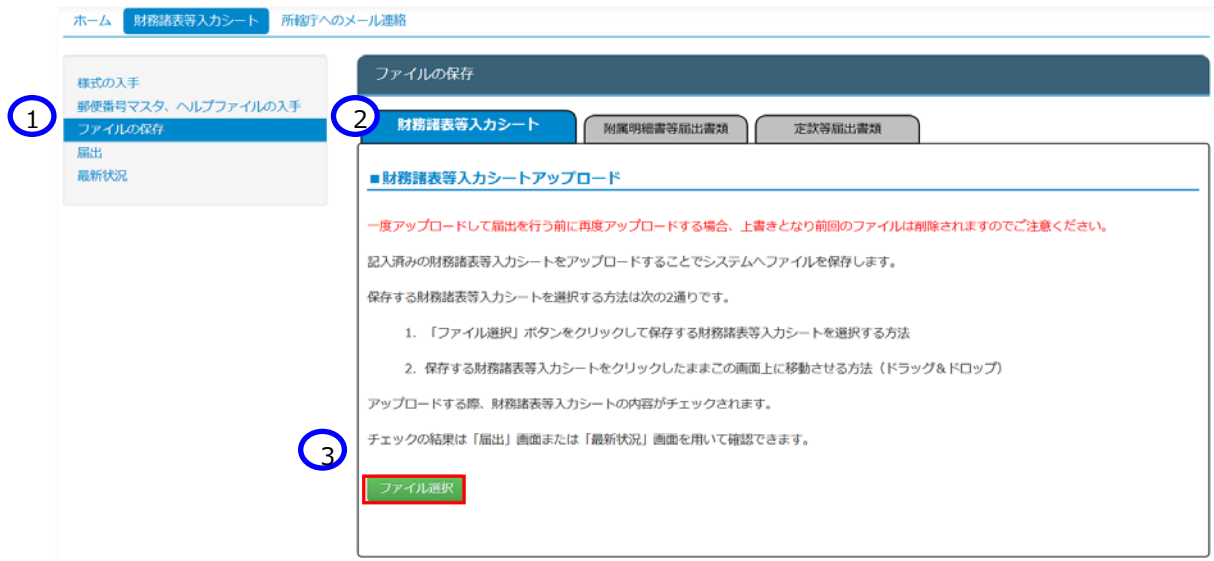 ホーム 財務諸表等入力シート 所轄庁へのメール連絡
様式の入手
郵便番号マスタ、ヘルプファイルの入手
1
ファイルの保存
届出
最新状況
ファイルの保存
2
財務諸表等入力シート 附属明細書等届出書類 定款等届出書類
■財務諸表等入力シートアップロード
一度アップロードして届出を行う前に再度アップロードする場合、上書きとなり前回のファイルは削除されますのでご注意ください。
記入済みの財務諸表等入力シートをアップロードすることでシステムへファイルを保存します。
保存する財務諸表等入力シートを選択する方法は次の2通りです。
1. 「ファイル選択」ボタンをクリックして保存する財務諸表等入力シートを選択する方法
2. 保存する財務諸表等入力シートをクリックしたままこの画面上に移動させる方法（ドラッグ&ドロップ）
アップロードする際、財務諸表等入力シートの内容がチェックされます。
チェックの結果は「届出」画面または「最新状況」画面を用いて確認できます。
3
ファイル選択